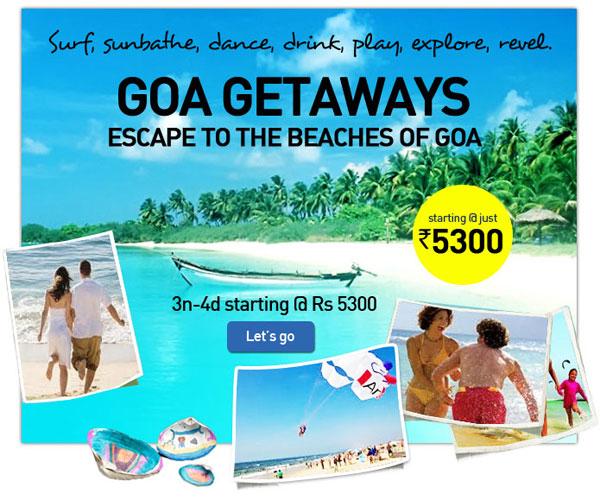 Surf, sunbathe, dance, drink, play, explore, revel.
GOA GETAWAYS
ESCAPE TO THE BEACHES OF GOA
starting @ just
₹5300
3n-4d starting @ Rs 5300
Let's go